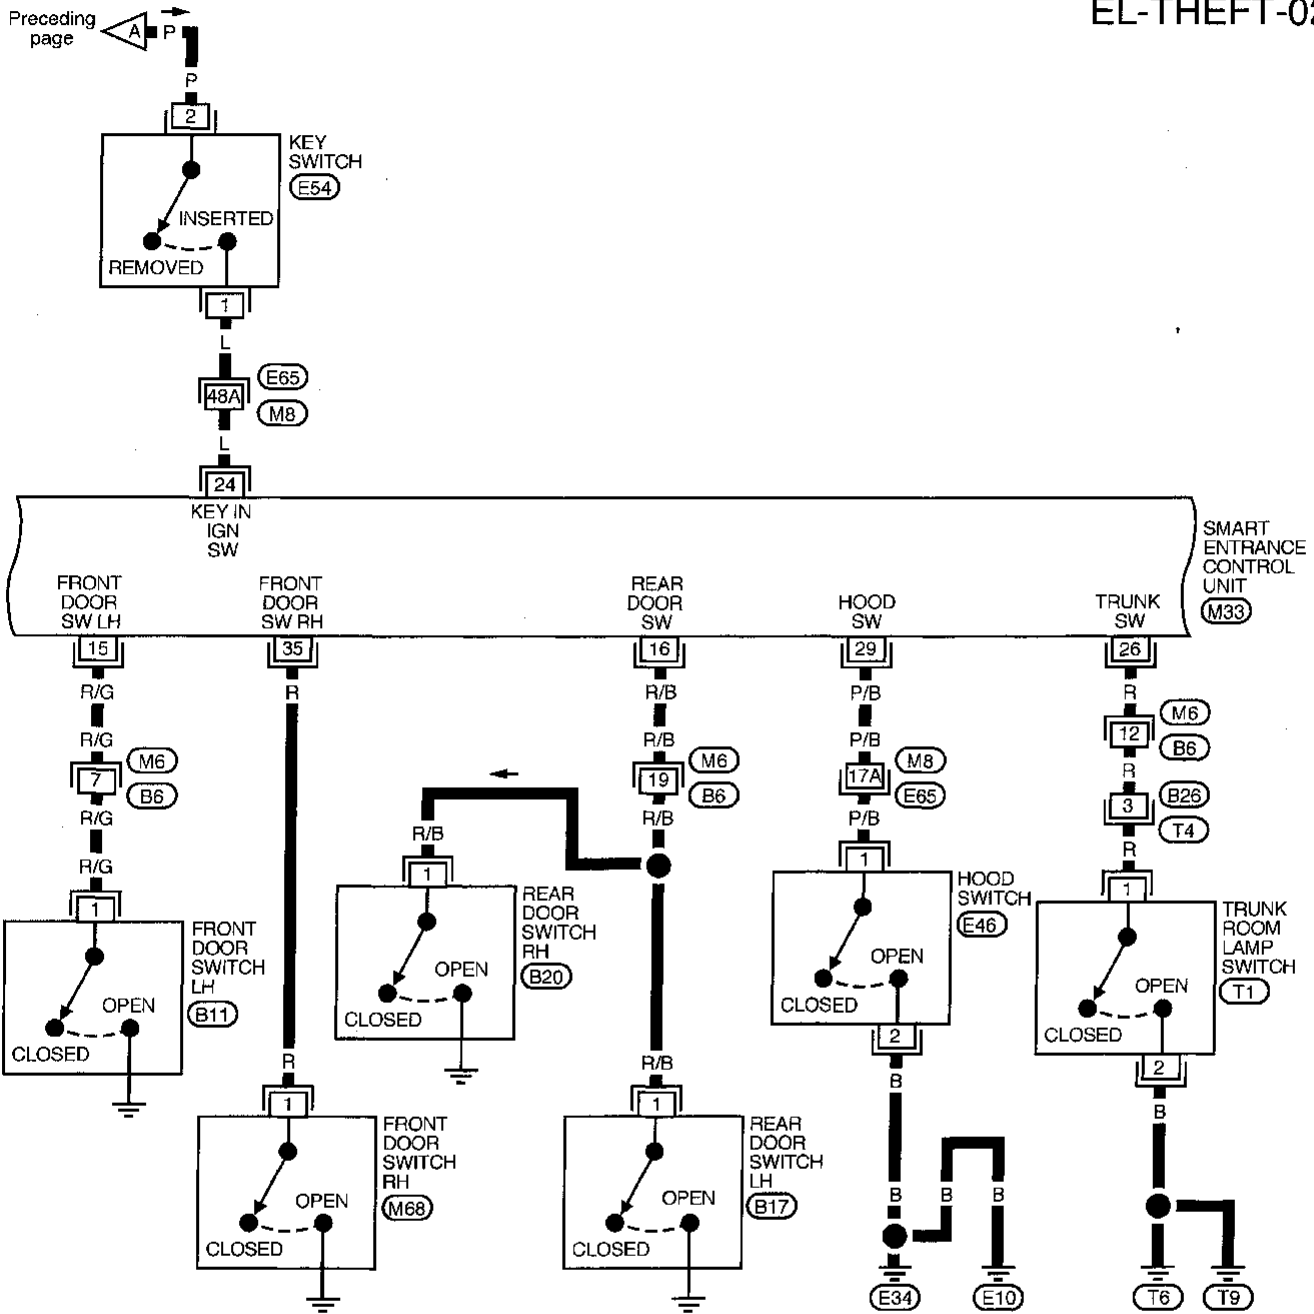 EL-THEFT-02
Preceding
page
A
P
P
2
KEY
SWITCH
E54
INSERTED
REMOVED
1
L
E65
48A
M8
L
24
KEY IN
IGN
SW
SMART
ENTRANCE
CONTROL
UNIT
M33
FRONT
DOOR
SW LH
FRONT
DOOR
SW RH
REAR
DOOR
SW
HOOD
SW
TRUNK
SW
15
35
16
29
26
R/G
R
R/B
P/B
R
R/G
M6
7
B6
R/G
R/G
1
R/B
M6
19
B6
R/B
P/B
M8
17A
E65
P/B
M6
12
B6
R
B26
3
T4
R
R/B
1
REAR
DOOR
SWITCH
RH
B20
OPEN
CLOSED
1
HOOD
SWITCH
E46
OPEN
CLOSED
2
1
TRUNK
ROOM
LAMP
SWITCH
T1
OPEN
CLOSED
2
FRONT
DOOR
SWITCH
LH
B11
OPEN
CLOSED
R
1
FRONT
DOOR
SWITCH
RH
M68
OPEN
CLOSED
R/B
1
REAR
DOOR
SWITCH
LH
B17
OPEN
CLOSED
B
B
B
B
E34
E10
B
T6
T9